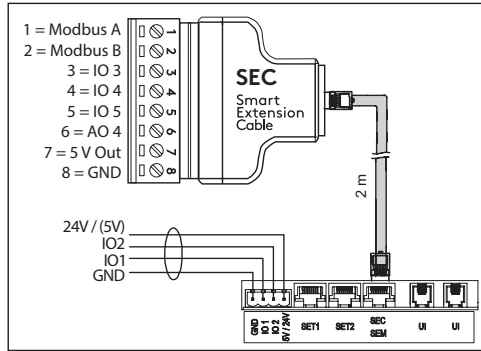 1 = Modbus A
2 = Modbus B
3 = IO 3
4 = IO 4
5 = IO 5
6 = AO 4
7 = 5 V Out
8 = GND
1
2
3
4
5
6
7
8
SEC
Smart
Extension
Cable
2 m
24V / (5V)
IO2
IO1
GND
GND
IO 1
IO 2
5V / 24V
SET1
SET2
SEC
SEM
UI
UI